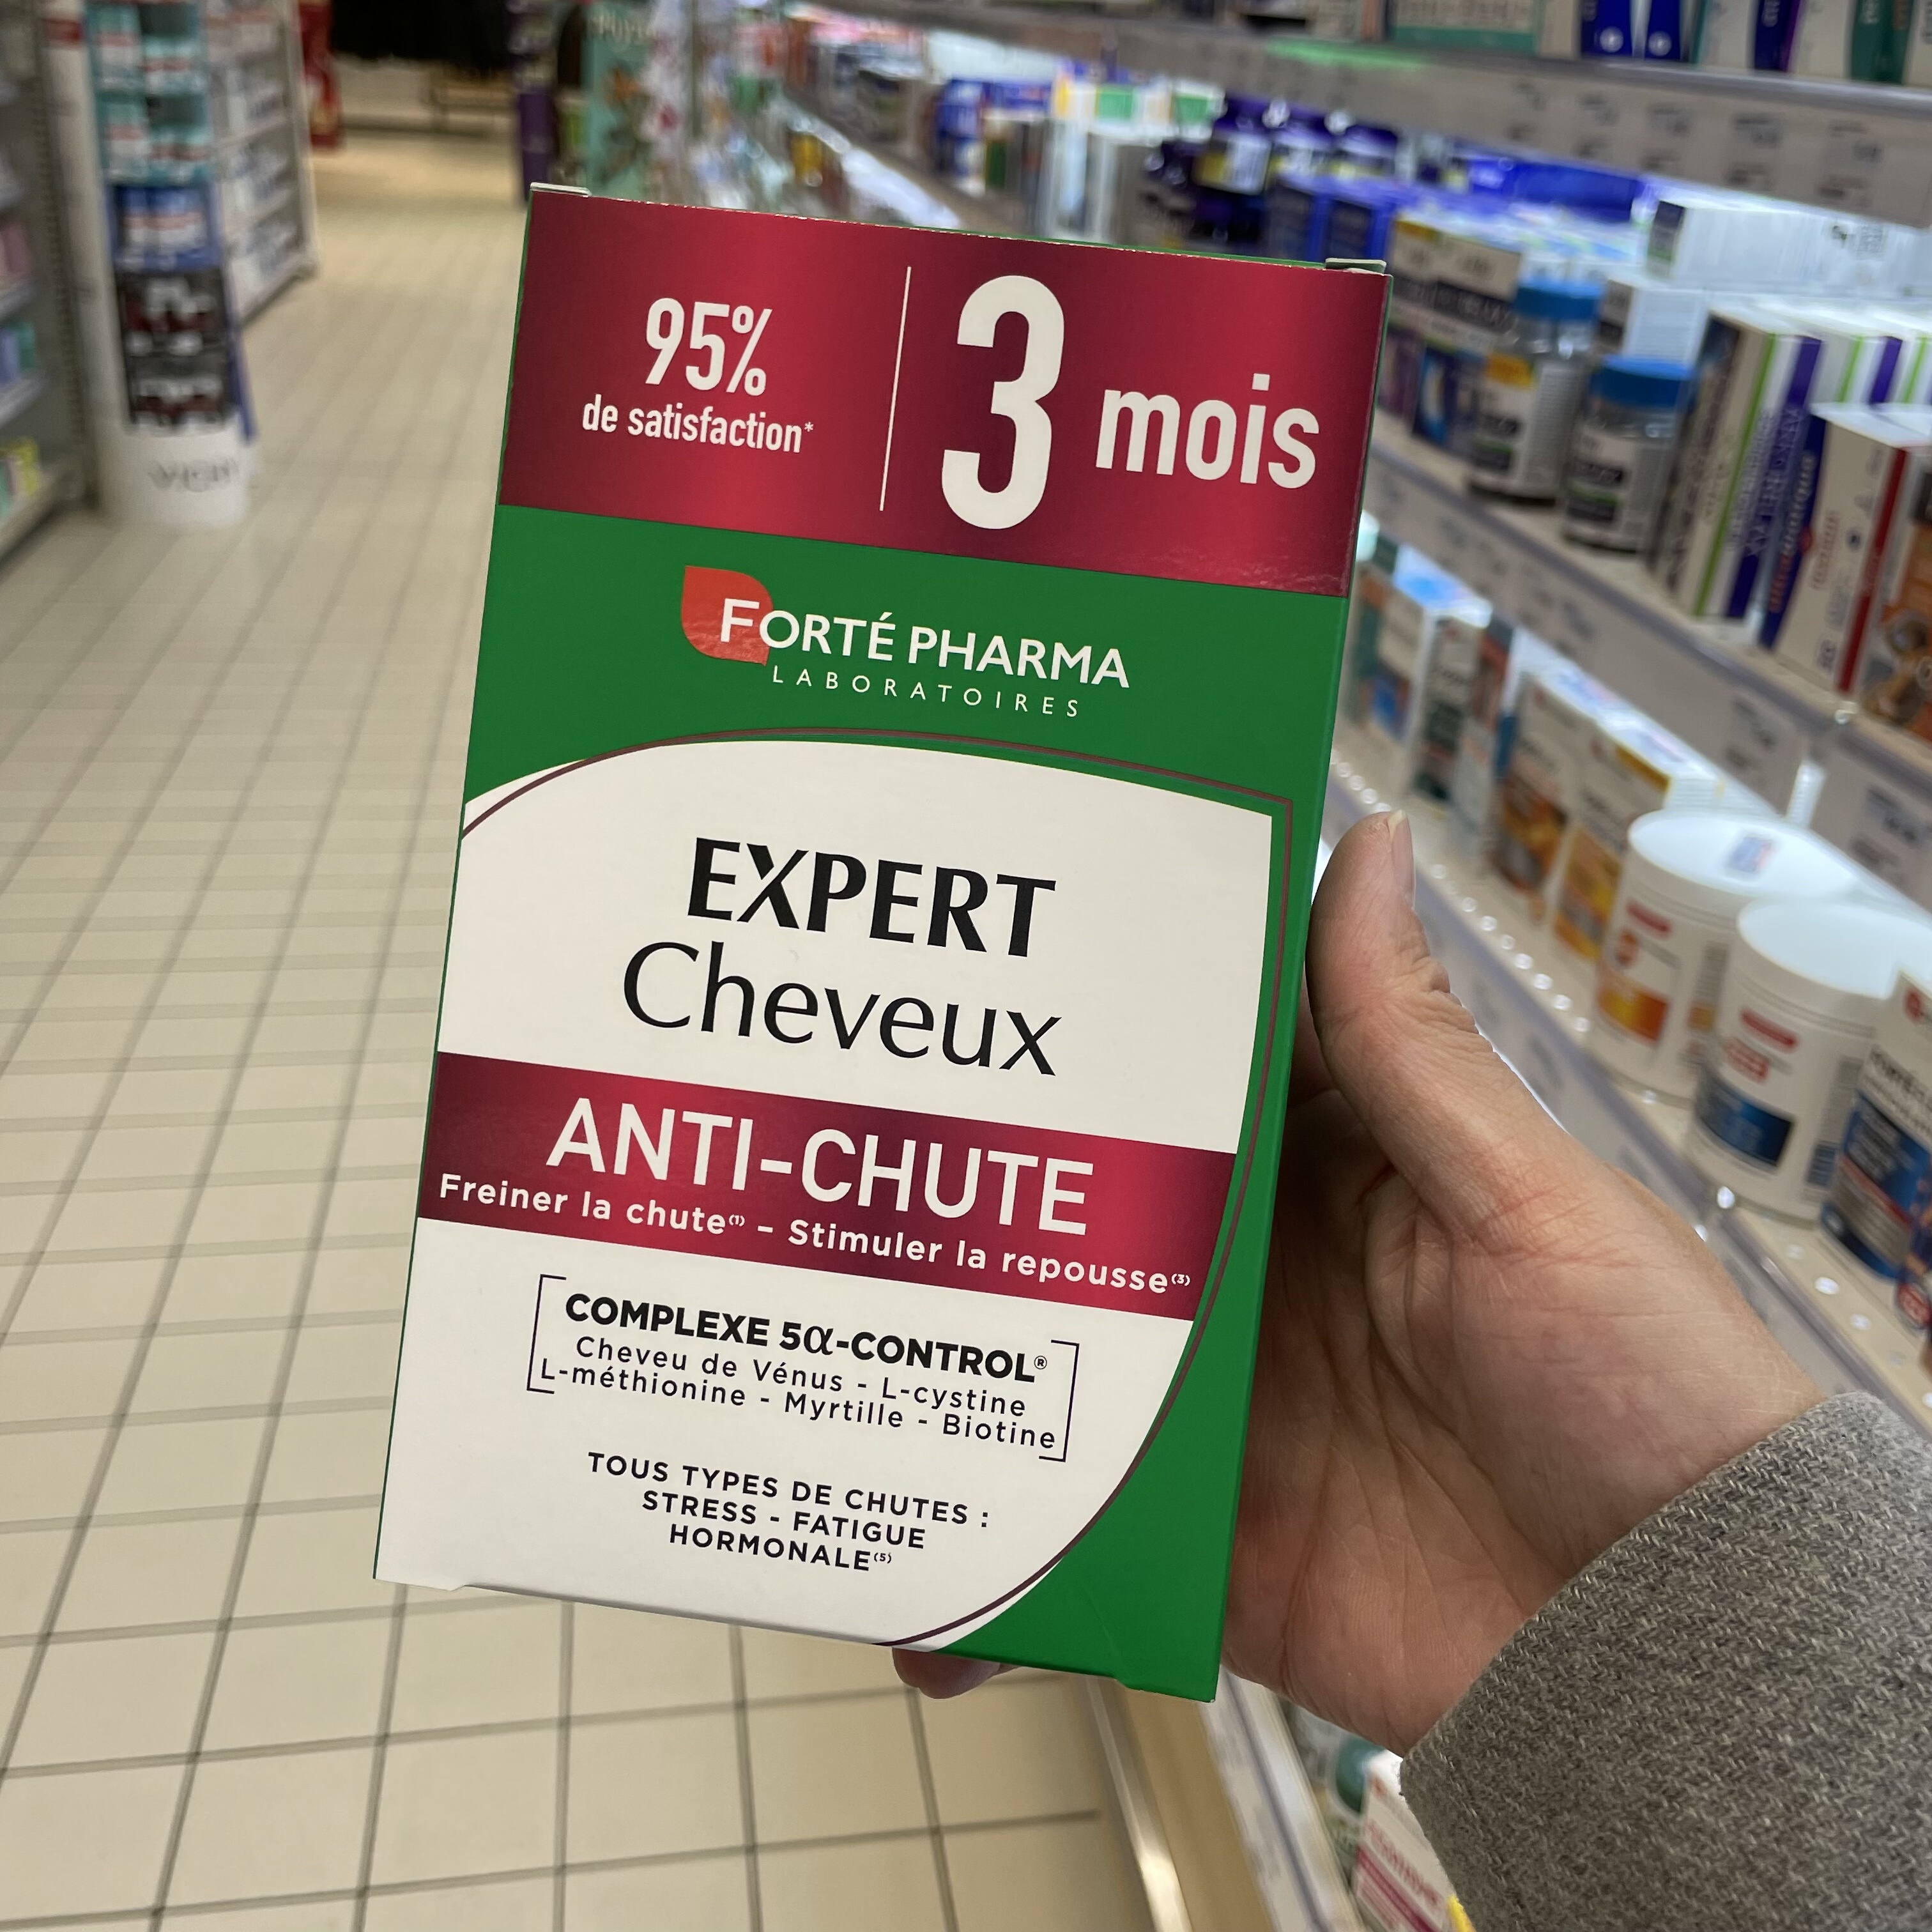 95%
de satisfaction*
3 mois
FORTÉ PHARMA
LABORATOIRES
EXPERT
Cheveux
ANTI-CHUTE
Freiner la chute⁽¹⁾ – Stimuler la repousse⁽³⁾
COMPLEXE 5α-CONTROL®
Cheveu de Vénus - L-cystine
L-méthionine - Myrtille - Biotine
TOUS TYPES DE CHUTES :
STRESS - FATIGUE
HORMONALE⁽⁵⁾
VICHY